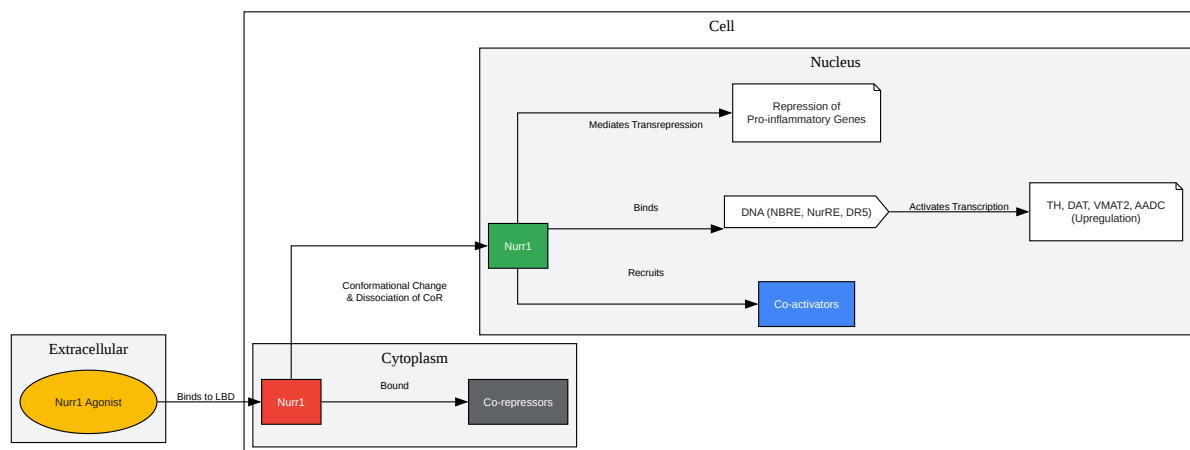 Cell
Nucleus
Repression of
Pro-inflammatory Genes
Mediates Transrepression
Binds
DNA (NBRE, NurRE, DR5)
Activates Transcription
TH, DAT, VMAT2, AADC
(Upregulation)
Nurr1
Recruits
Co-activators
Conformational Change
& Dissociation of CoR
Extracellular
Nurr1 Agonist
Binds to LBD
Cytoplasm
Nurr1
Bound
Co-repressors